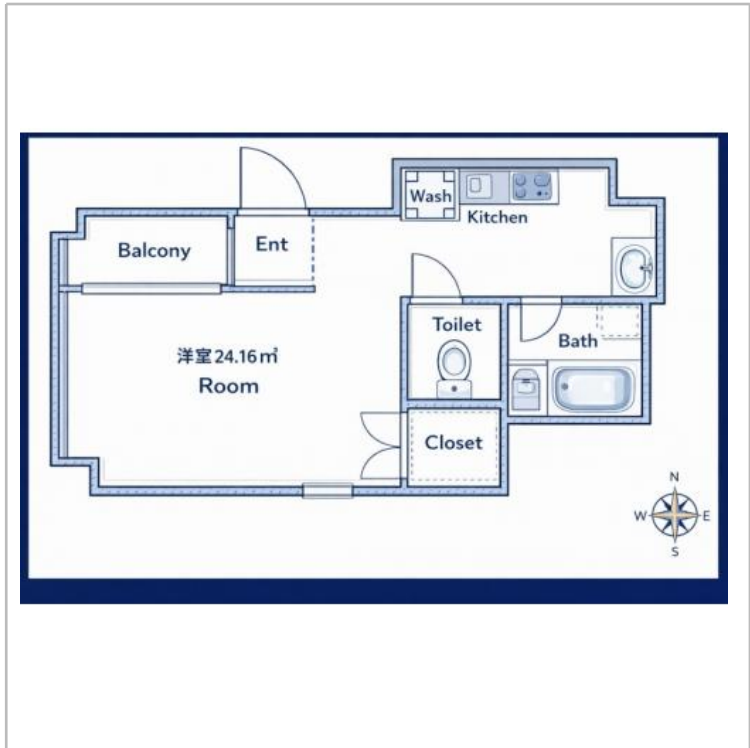 Wash
Kitchen
Balcony
Ent
Toilet
Bath
洋室24.16㎡
Room
Closet
N
W
E
S